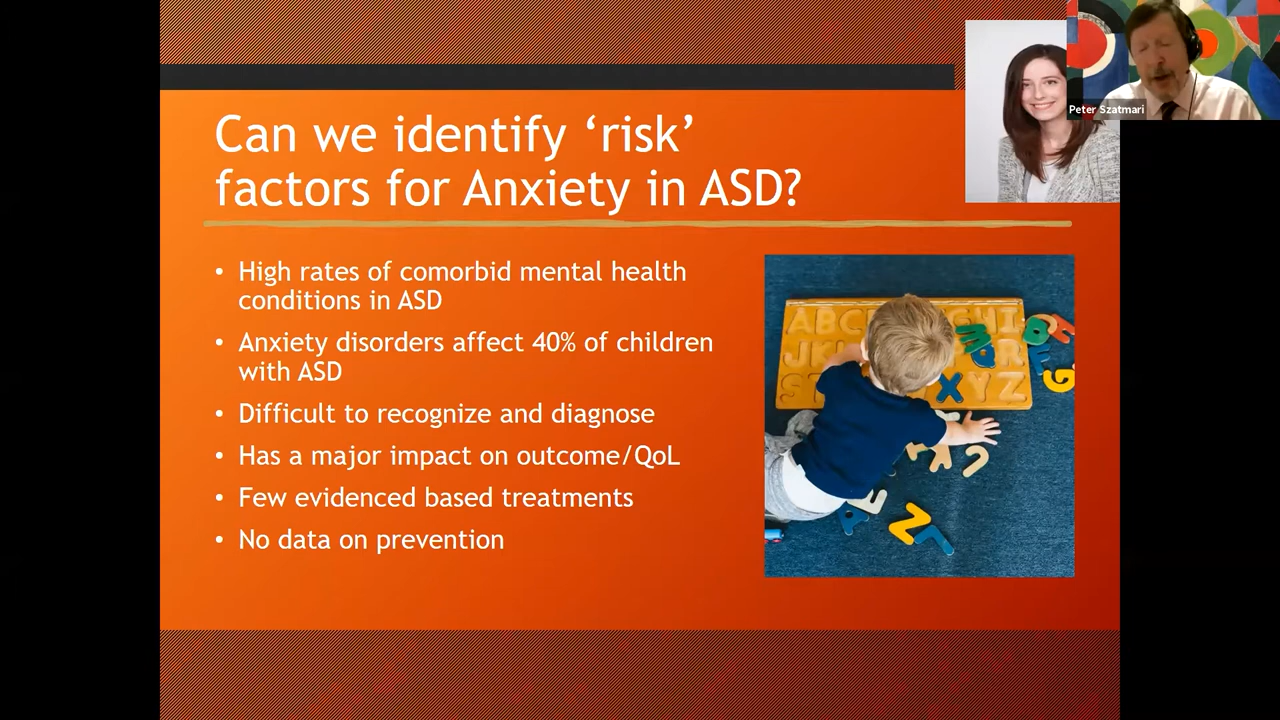 Can we identify ‘risk’
factors for Anxiety in ASD?
• High rates of comorbid mental health
conditions in ASD
• Anxiety disorders affect 40% of children
with ASD
• Difficult to recognize and diagnose
• Has a major impact on outcome/QoL
• Few evidenced based treatments
• No data on prevention
Peter Szatmari